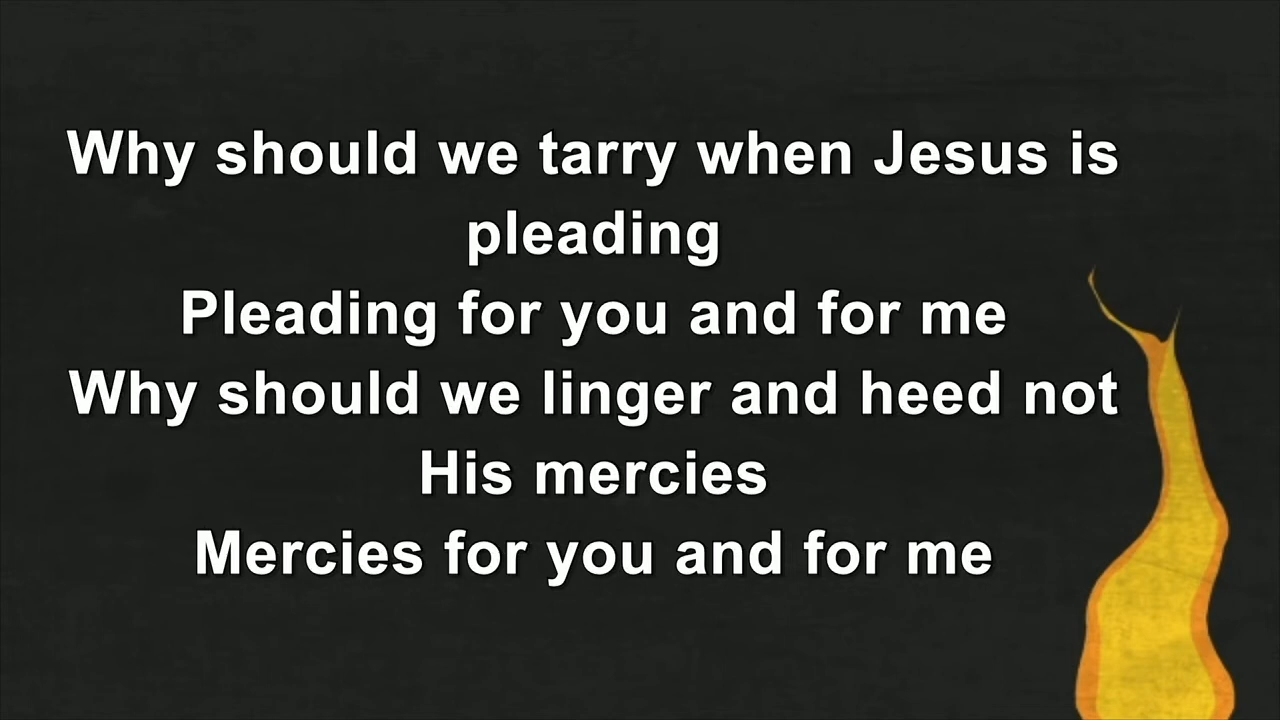 Why should we tarry when Jesus is
pleading
Pleading for you and for me
Why should we linger and heed not
His mercies
Mercies for you and for me